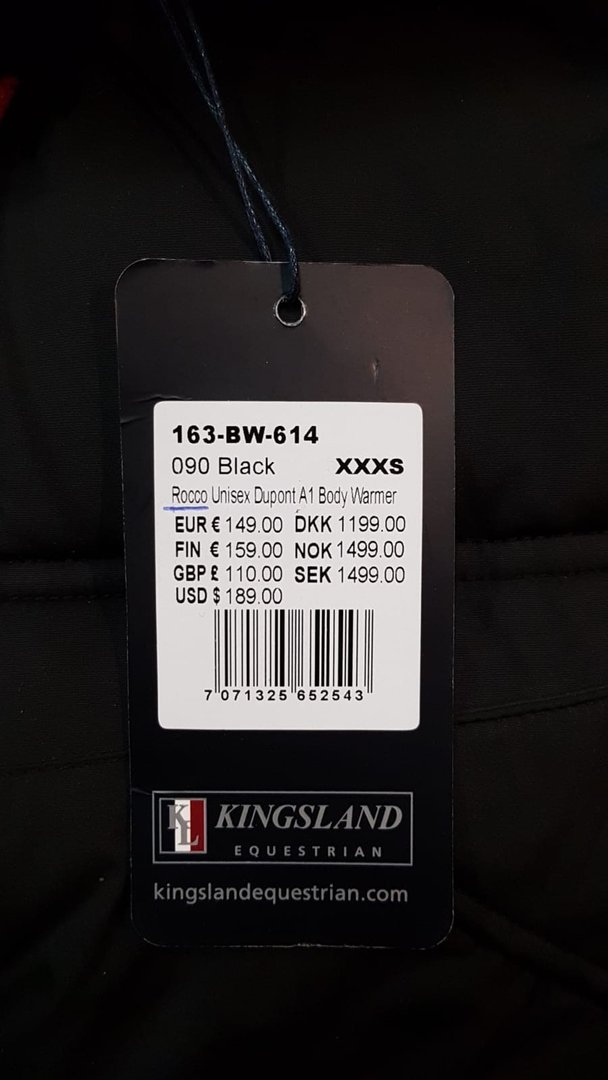 163-BW-614
090 Black XXXS
Rocco Unisex Dupont A1 Body Warmer
EUR € 149.00 DKK 1199.00
FIN € 159.00 NOK 1499.00
GBP £ 110.00 SEK 1499.00
USD $ 189.00
7 071325 652543
KL KINGSLAND
EQUESTRIAN
kingslandequestrian.com